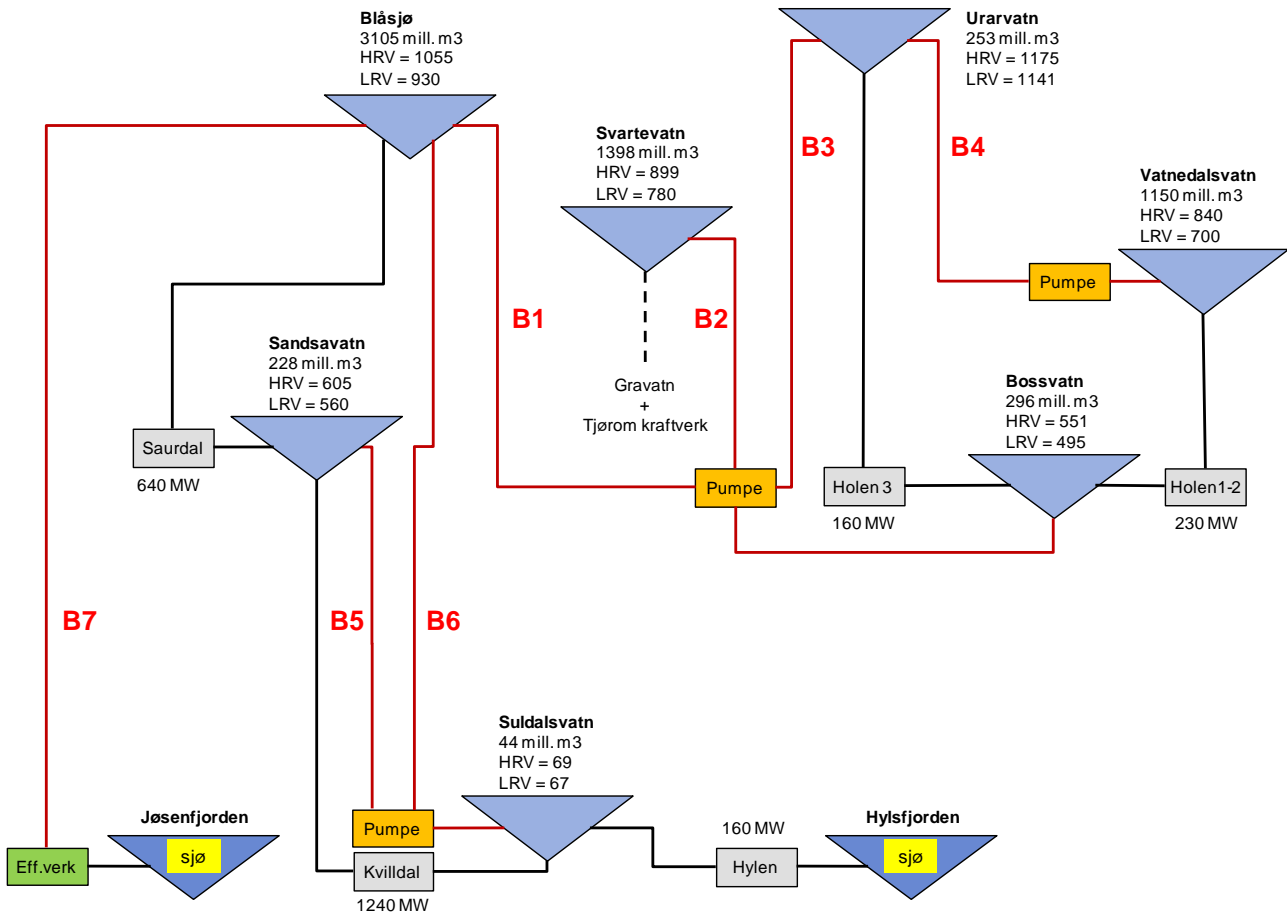 Blåsjø
3105 mill. m3
HRV = 1055
LRV = 930
Urarvatn
253 mill. m3
HRV = 1175
LRV = 1141
Svartevatn
1398 mill. m3
HRV = 899
LRV = 780
B3
B4
Vatnedalsvatn
1150 mill. m3
HRV = 840
LRV = 700
Pumpe
B1
B2
Sandsavatn
228 mill. m3
HRV = 605
LRV = 560
Gravatn
+
Tjørom kraftverk
Bossvatn
296 mill. m3
HRV = 551
LRV = 495
Saurdal
640 MW
Pumpe
Holen 3
160 MW
Holen1-2
230 MW
B7
B5
B6
Suldalsvatn
44 mill. m3
HRV = 69
LRV = 67
Jøsenfjorden
sjø
Eff.verk
Pumpe
Kvilldal
1240 MW
160 MW
Hylen
Hylsfjorden
sjø